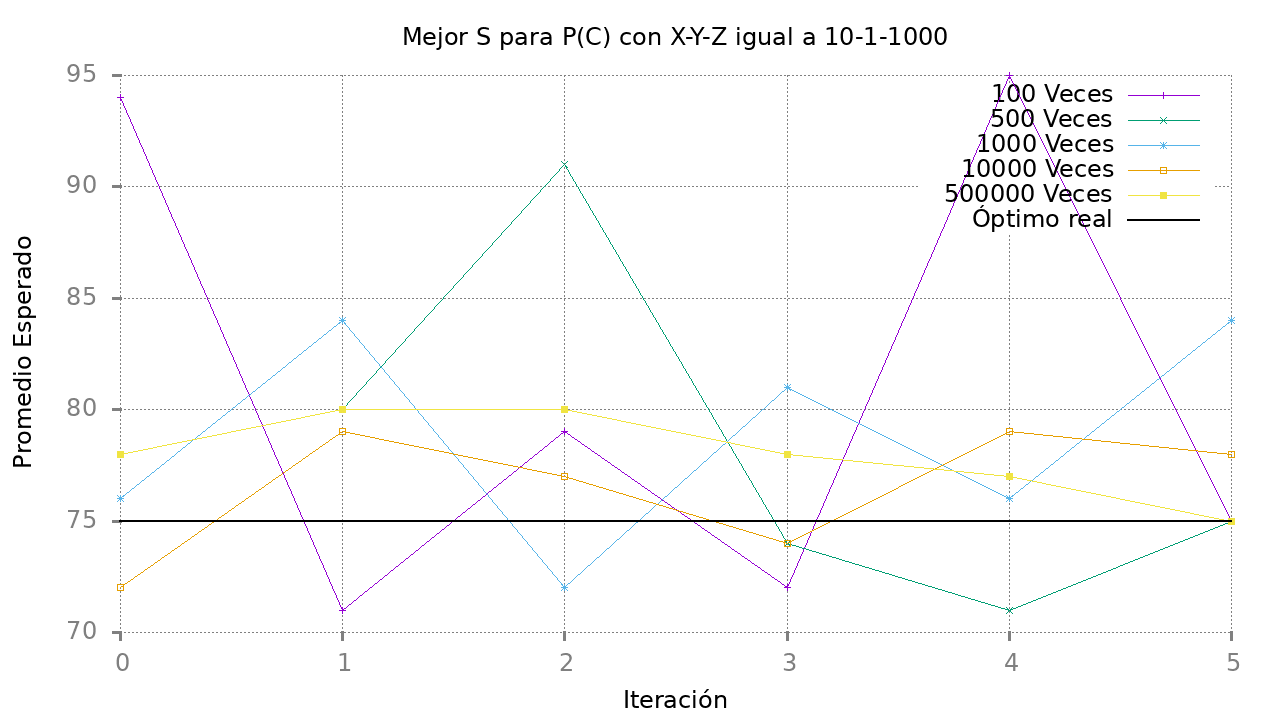 Mejor S para P(C) con X-Y-Z igual a 10-1-1000
95
90
85
80
75
70
0 1 2 3 4 5
Promedio Esperado
Iteración
100 Veces
500 Veces
1000 Veces
10000 Veces
500000 Veces
Óptimo real